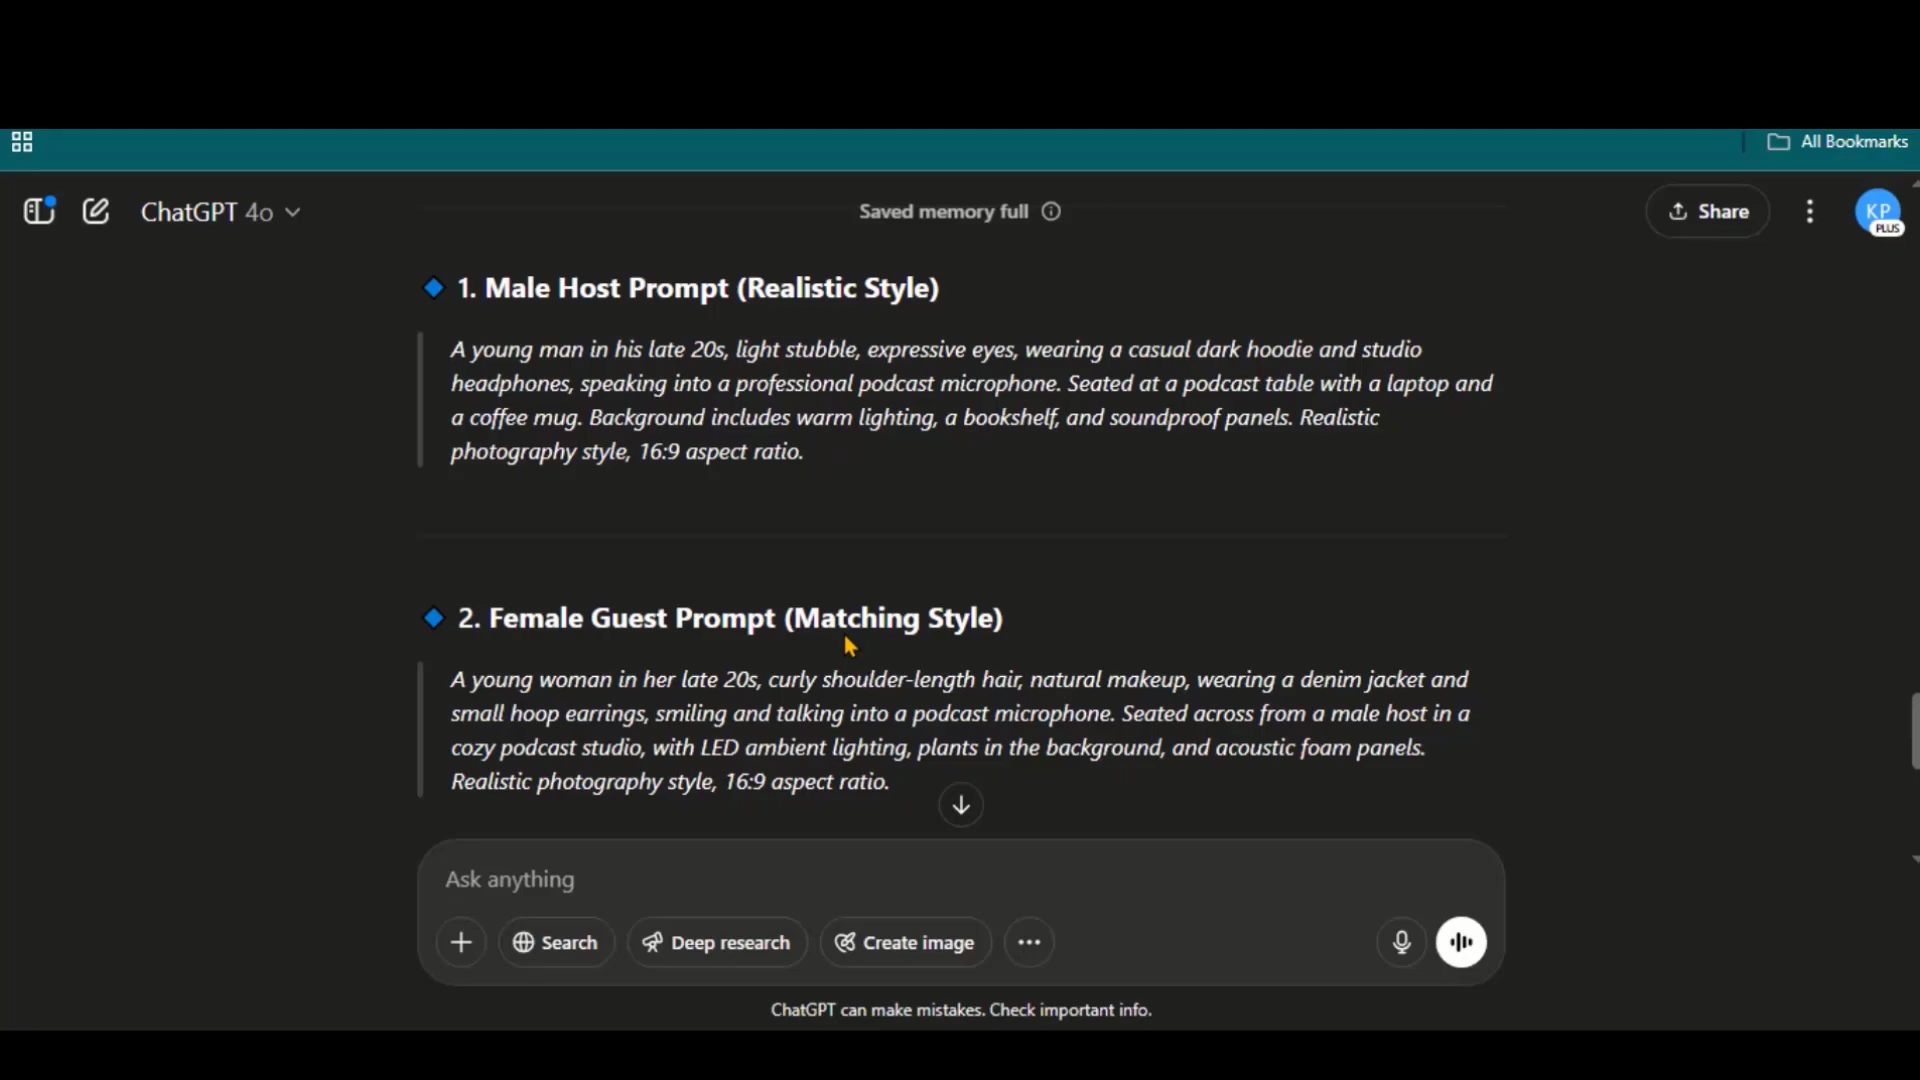 All Bookmarks
ChatGPT 4o
Saved memory full
Share
KP
PLUS
1. Male Host Prompt (Realistic Style)
A young man in his late 20s, light stubble, expressive eyes, wearing a casual dark hoodie and studio
headphones, speaking into a professional podcast microphone. Seated at a podcast table with a laptop and
a coffee mug. Background includes warm lighting, a bookshelf, and soundproof panels. Realistic
photography style, 16:9 aspect ratio.
2. Female Guest Prompt (Matching Style)
A young woman in her late 20s, curly shoulder-length hair, natural makeup, wearing a denim jacket and
small hoop earrings, smiling and talking into a podcast microphone. Seated across from a male host in a
cozy podcast studio, with LED ambient lighting, plants in the background, and acoustic foam panels.
Realistic photography style, 16:9 aspect ratio.
Ask anything
Search
Deep research
Create image
ChatGPT can make mistakes. Check important info.